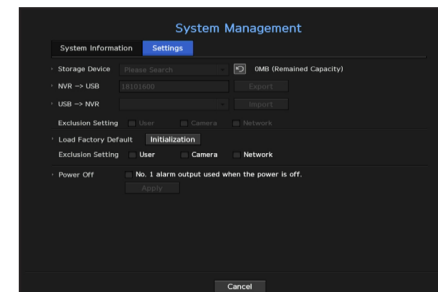 System Management
System Information Settings
Storage Device Please Search 0MB (Remained Capacity)
NVR -> USB 18101600 Export
USB -> NVR Import
Exclusion Setting User Camera Network
Load Factory Default Initialization
Exclusion Setting User Camera Network
Power Off No. 1 alarm output used when the power is off.
Apply
Cancel